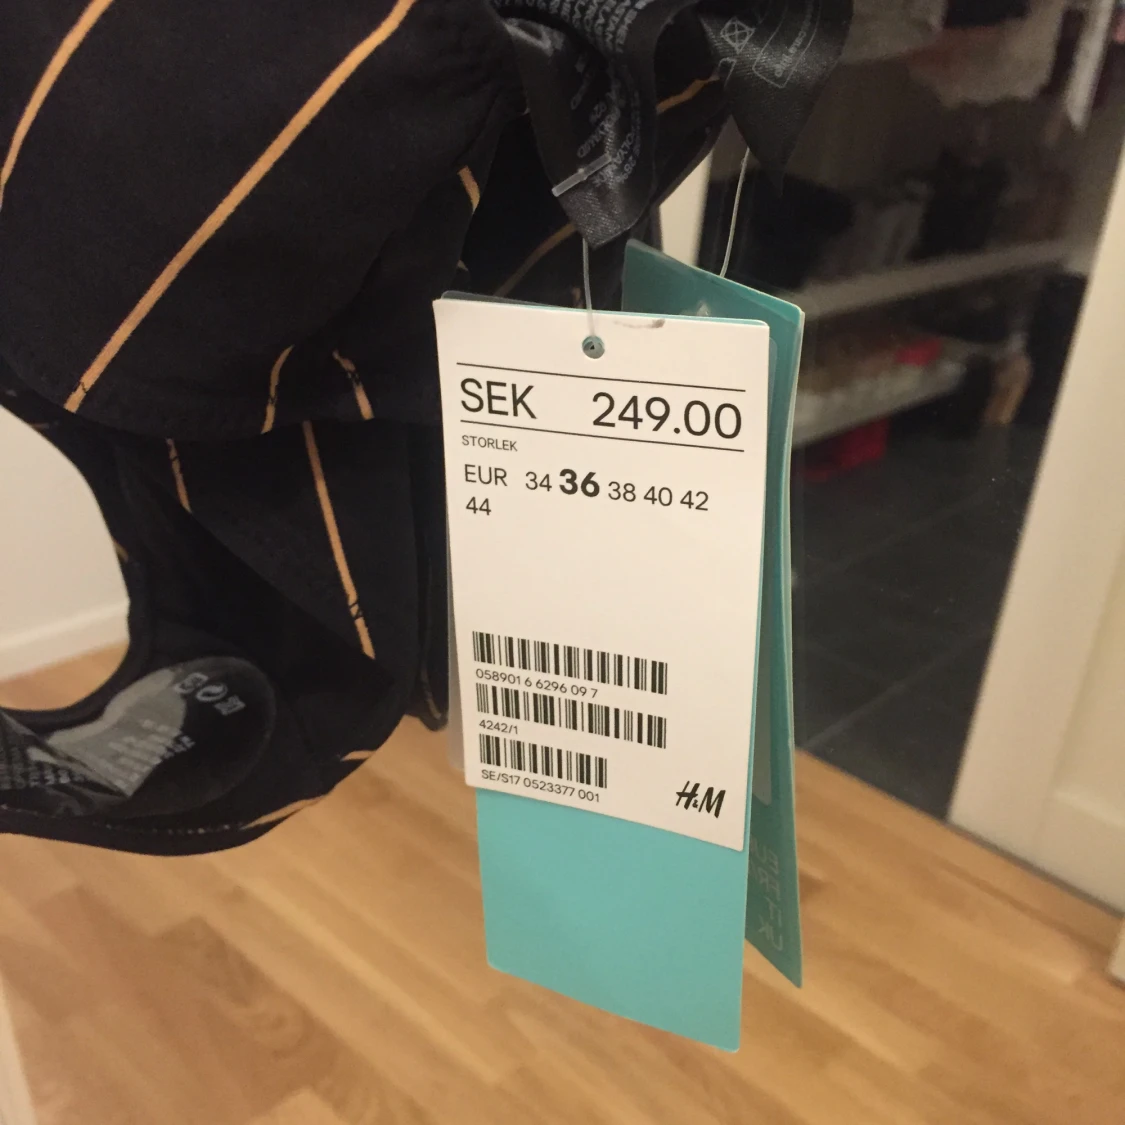 SEK 249.00
STORLEK
EUR 34 36 38 40 42
44
058901 6 6296 09 7
4242/1
SE/S17 0523377 001
H&M